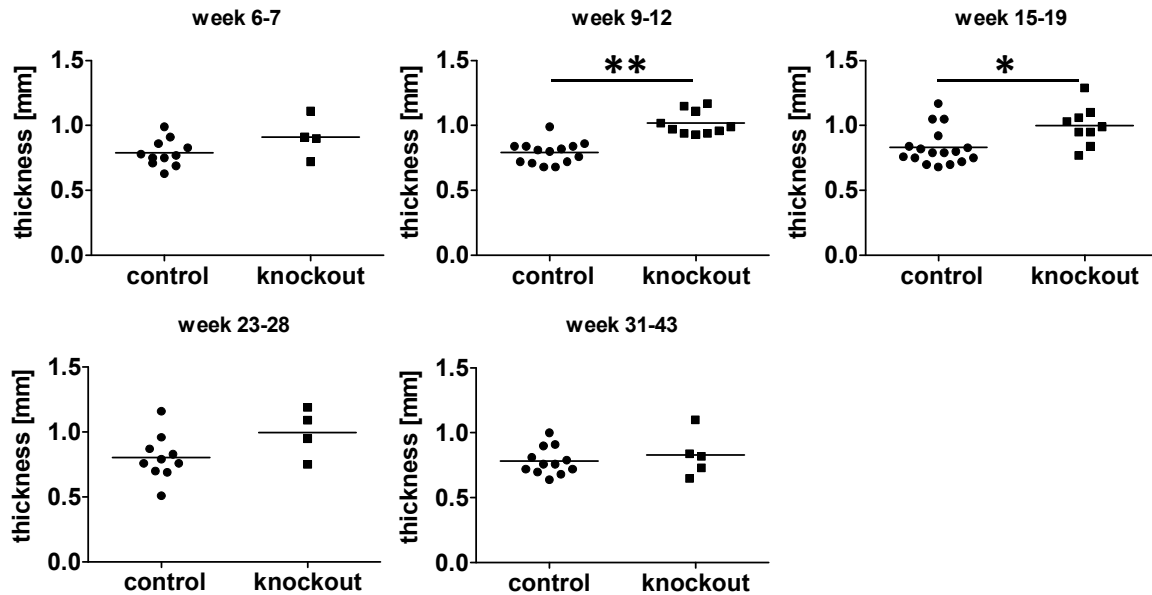 week 6-7
thickness [mm]
1.5
1.0
0.5
0.0
control knockout
week 9-12
thickness [mm]
1.5
1.0
0.5
0.0
**
control knockout
week 15-19
thickness [mm]
1.5
1.0
0.5
0.0
*
control knockout
week 23-28
thickness [mm]
1.5
1.0
0.5
0.0
control knockout
week 31-43
thickness [mm]
1.5
1.0
0.5
0.0
control knockout